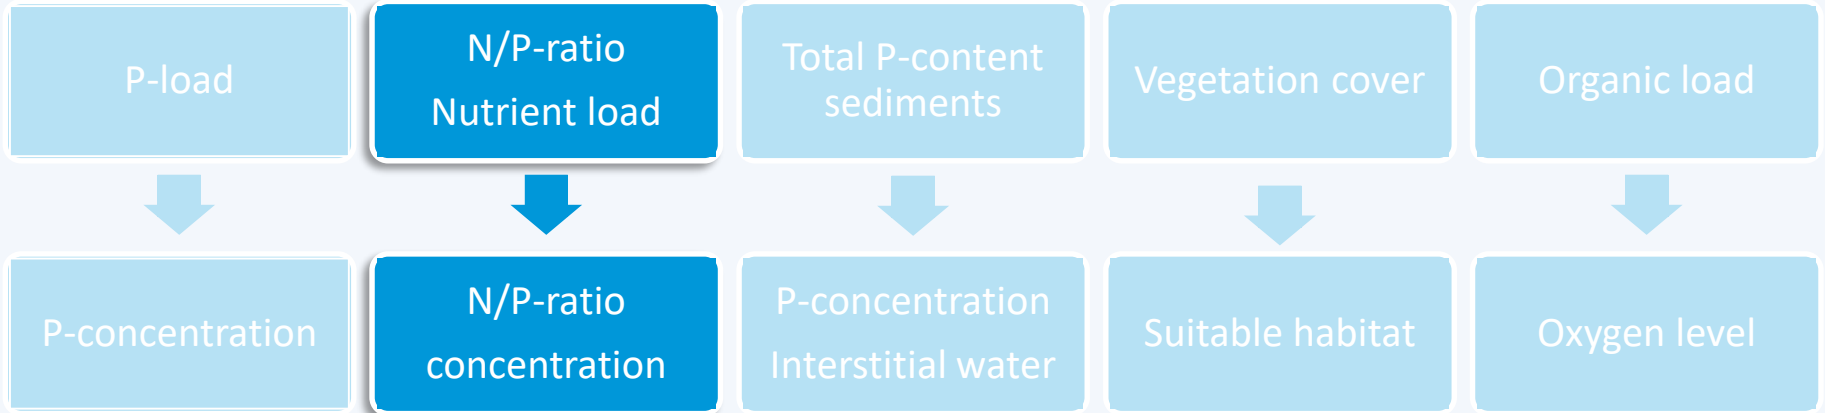 P-load
N/P-ratio
Nutrient load
Total P-content
sediments
Vegetation cover
Organic load
P-concentration
N/P-ratio
concentration
P-concentration
Interstitial water
Suitable habitat
Oxygen level